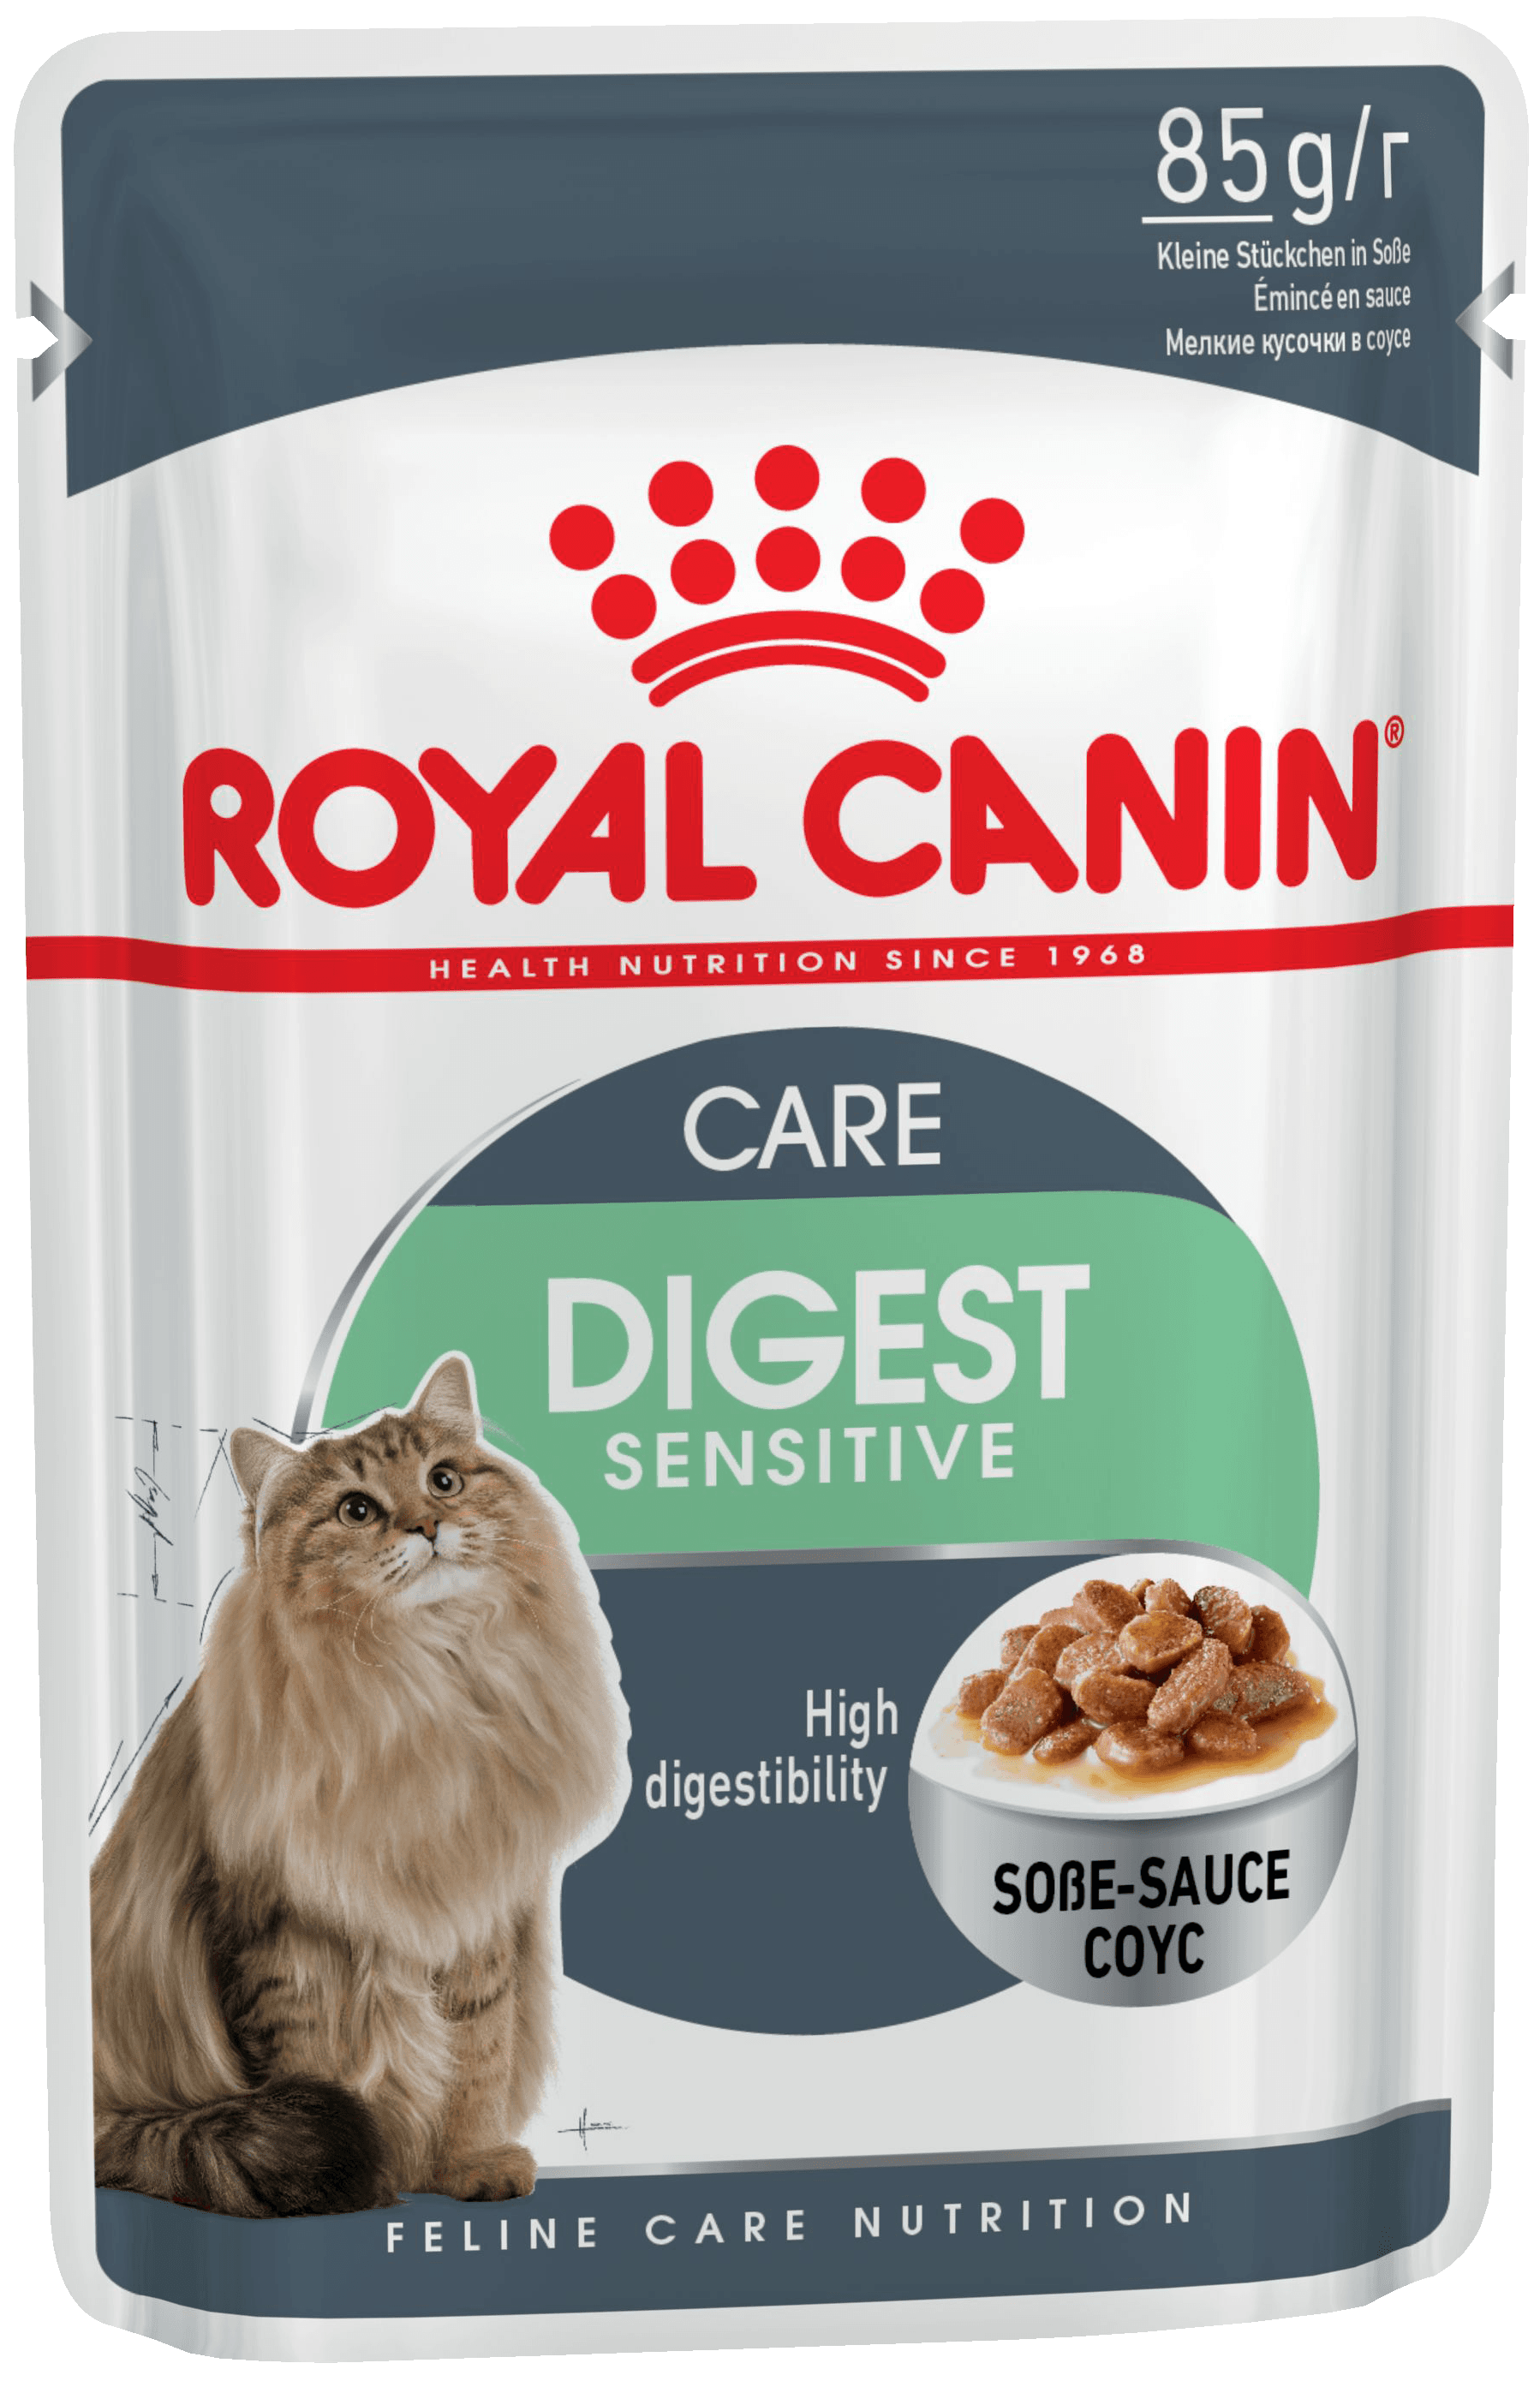 85 g/г
Kleine Stückchen in Soße
Émincé en sauce
Мелкие кусочки в соусе
ROYAL CANIN®
HEALTH NUTRITION SINCE 1968
CARE
DIGEST
SENSITIVE
High
digestibility
SOßE-SAUCE
СОУС
FELINE CARE NUTRITION